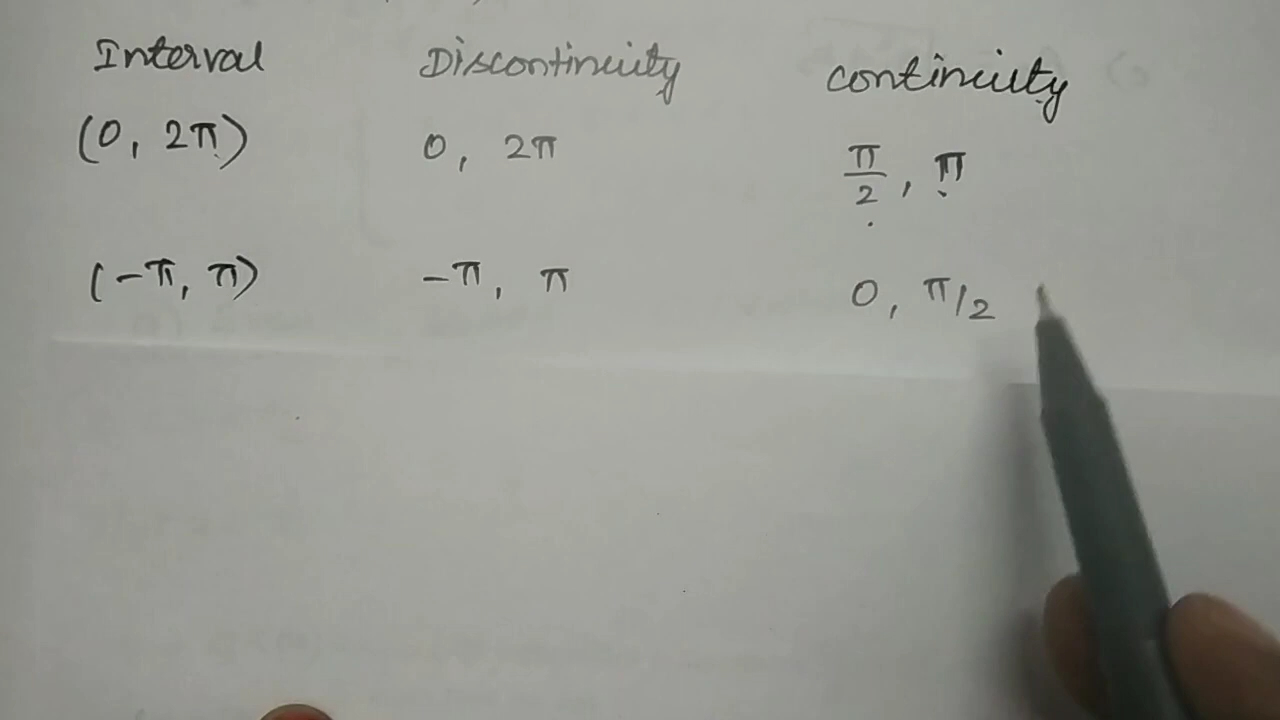 Interval Discontinuity continuity
(0, 2π) 0, 2π π/2, π
(-π, π) -π, π 0, π/2